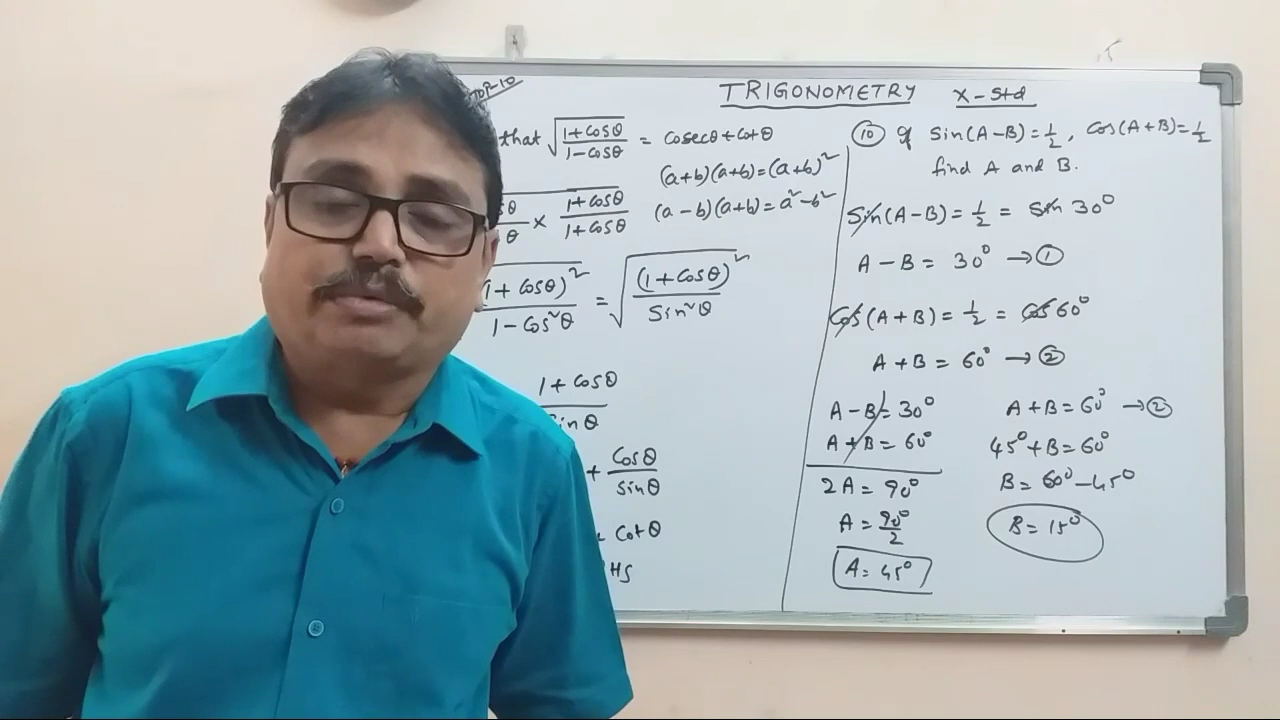 TRIGONOMETRY X-Std
that √(1+cosθ / 1-cosθ) = cosecθ + cotθ
(a+b)(a+b) = (a+b)²
(a-b)(a+b) = a²-b²
θ × 1+cosθ / 1+cosθ
1+cosθ)² / 1-cos²θ = √((1+cosθ)² / sin²θ)
1+cosθ
+ cosθ / sinθ
cotθ
HS
⑩ If sin(A-B) = 1/2, cos(A+B) = 1/2
find A and B.
sin(A-B) = 1/2 = sin 30°
A-B = 30° → ①
cos(A+B) = 1/2 = cos 60°
A+B = 60° → ②
A-B = 30°
A+B = 60°
2A = 90°
A = 90°/2
A = 45°
A+B = 60° → ②
45°+B = 60°
B = 60°-45°
B = 15°